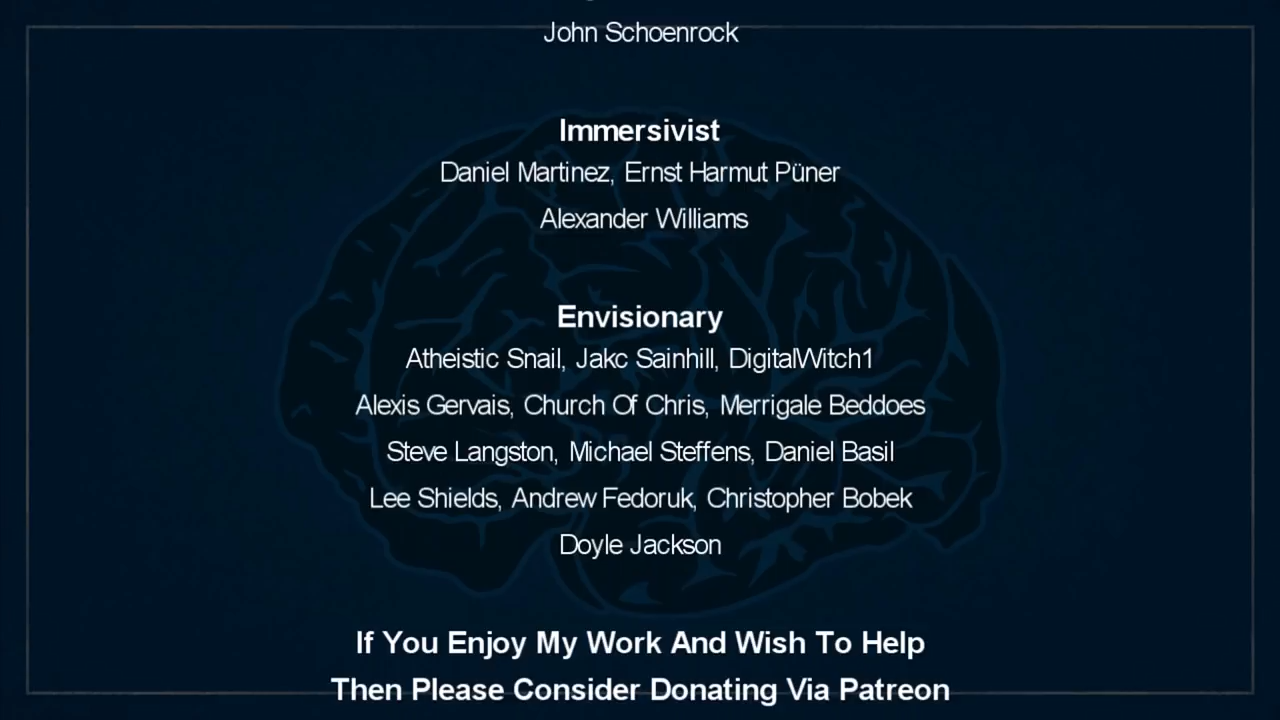 John Schoenrock
Immersivist
Daniel Martinez, Ernst Harmut Püner
Alexander Williams
Envisionary
Atheistic Snail, Jakc Sainhill, DigitalWitch1
Alexis Gervais, Church Of Chris, Merrigale Beddoes
Steve Langston, Michael Steffens, Daniel Basil
Lee Shields, Andrew Fedoruk, Christopher Bobek
Doyle Jackson
If You Enjoy My Work And Wish To Help
Then Please Consider Donating Via Patreon